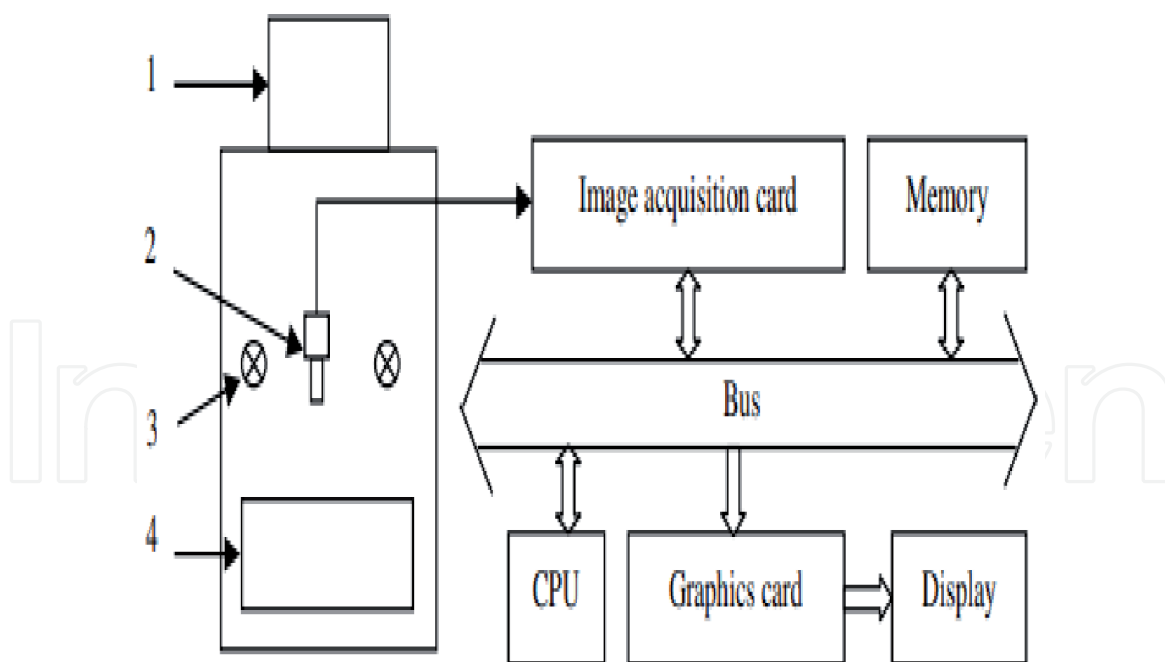 1
Image acquisition card
Memory
2
3
Bus
4
CPU
Graphics card
Display